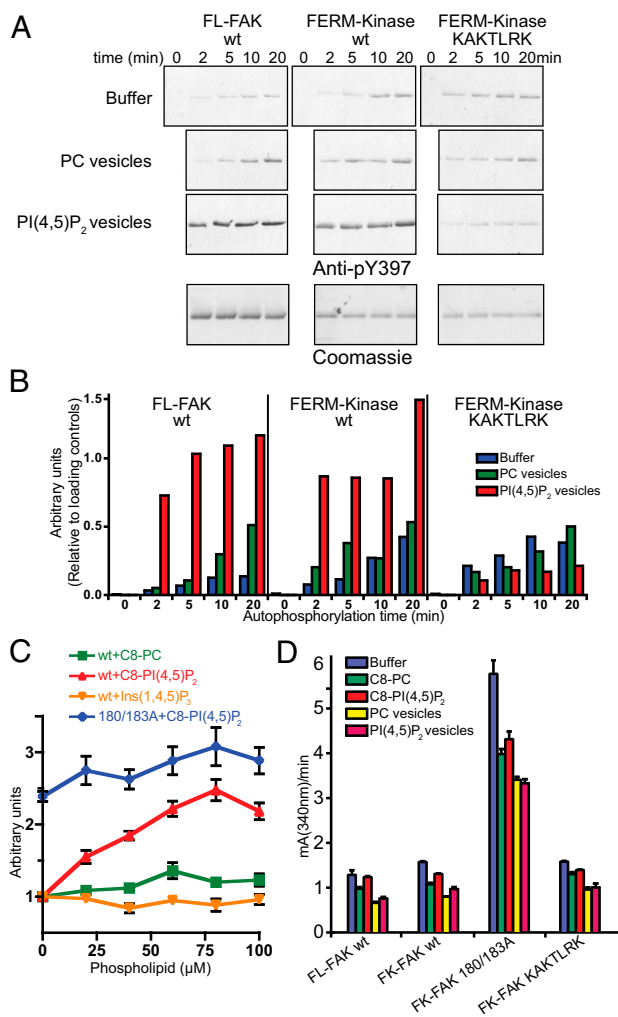 A
FL-FAK wt
FERM-Kinase wt
FERM-Kinase KAKTLRK
time (min) 0 2 5 10 20 0 2 5 10 20 0 2 5 10 20min
Buffer
PC vesicles
PI(4,5)P2 vesicles
Anti-pY397
Coomassie
B
Arbitrary units
(Relative to loading controls)
1.5
1.0
0.5
0.0
FL-FAK wt
FERM-Kinase wt
FERM-Kinase KAKTLRK
Buffer
PC vesicles
PI(4,5)P2 vesicles
0 2 5 10 20 0 2 5 10 20 0 2 5 10 20
Autophosphorylation time (min)
C
wt+C8-PC
wt+C8-PI(4,5)P2
wt+Ins(1,4,5)P3
180/183A+C8-PI(4,5)P2
Arbitrary units
3
2
1
0 25 50 75 100
Phospholipid (µM)
D
Buffer
C8-PC
C8-PI(4,5)P2
PC vesicles
PI(4,5)P2 vesicles
mA(340nm)/min
6
5
4
3
2
1
0
FL-FAK wt
FK-FAK wt
FK-FAK 180/183A
FK-FAK KAKTLRK